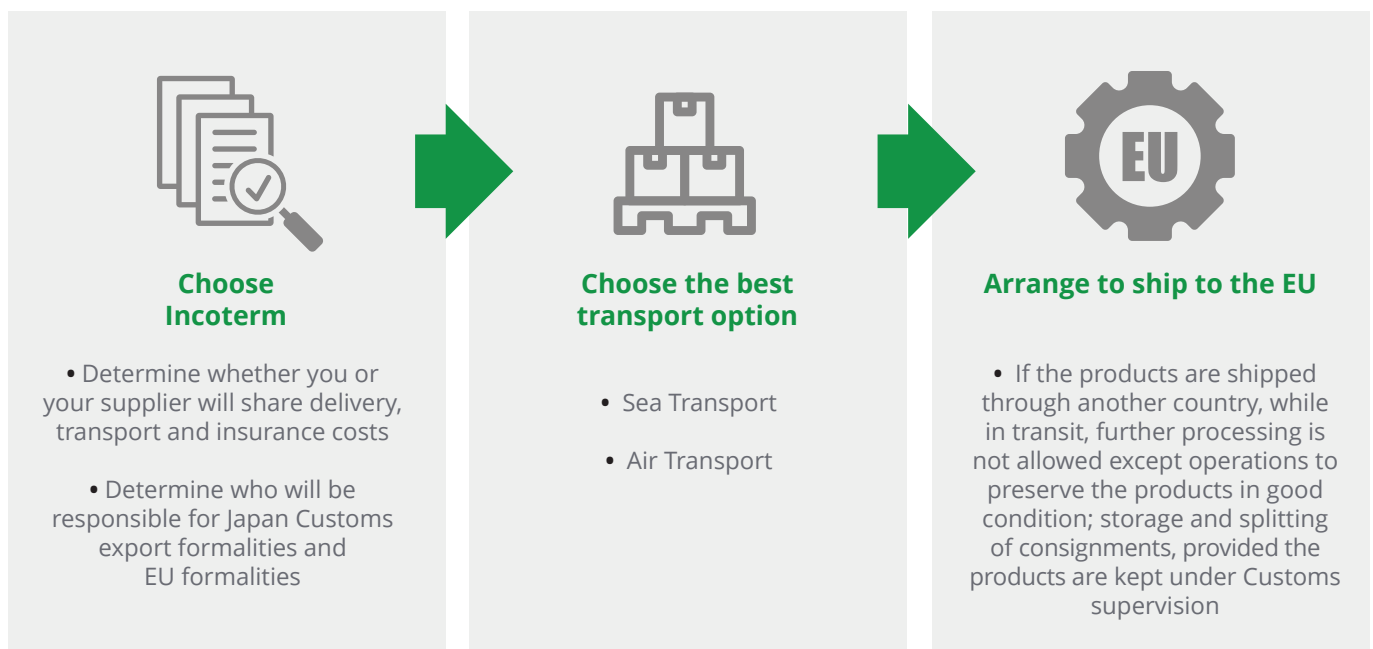 Choose
Incoterm
• Determine whether you or
your supplier will share delivery,
transport and insurance costs
• Determine who will be
responsible for Japan Customs
export formalities and
EU formalities
Choose the best
transport option
• Sea Transport
• Air Transport
EU
Arrange to ship to the EU
• If the products are shipped
through another country, while
in transit, further processing is
not allowed except operations to
preserve the products in good
condition; storage and splitting
of consignments, provided the
products are kept under Customs
supervision